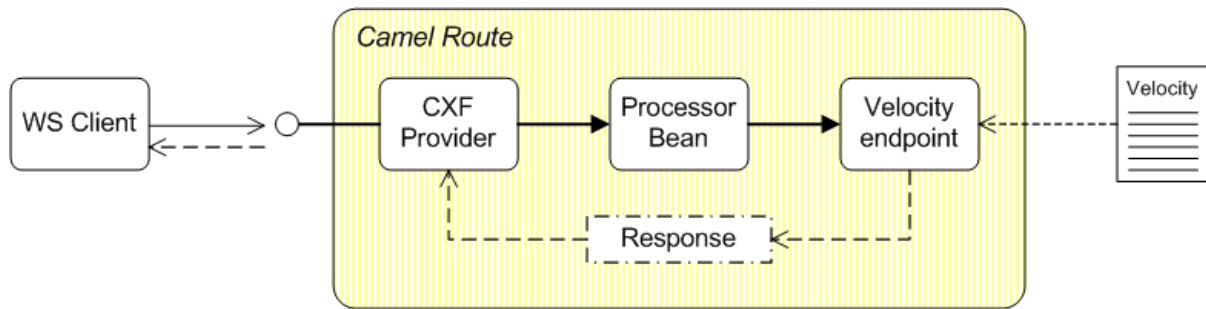 Camel Route
WS Client
CXF
Provider
Processor
Bean
Velocity
endpoint
Velocity
Response